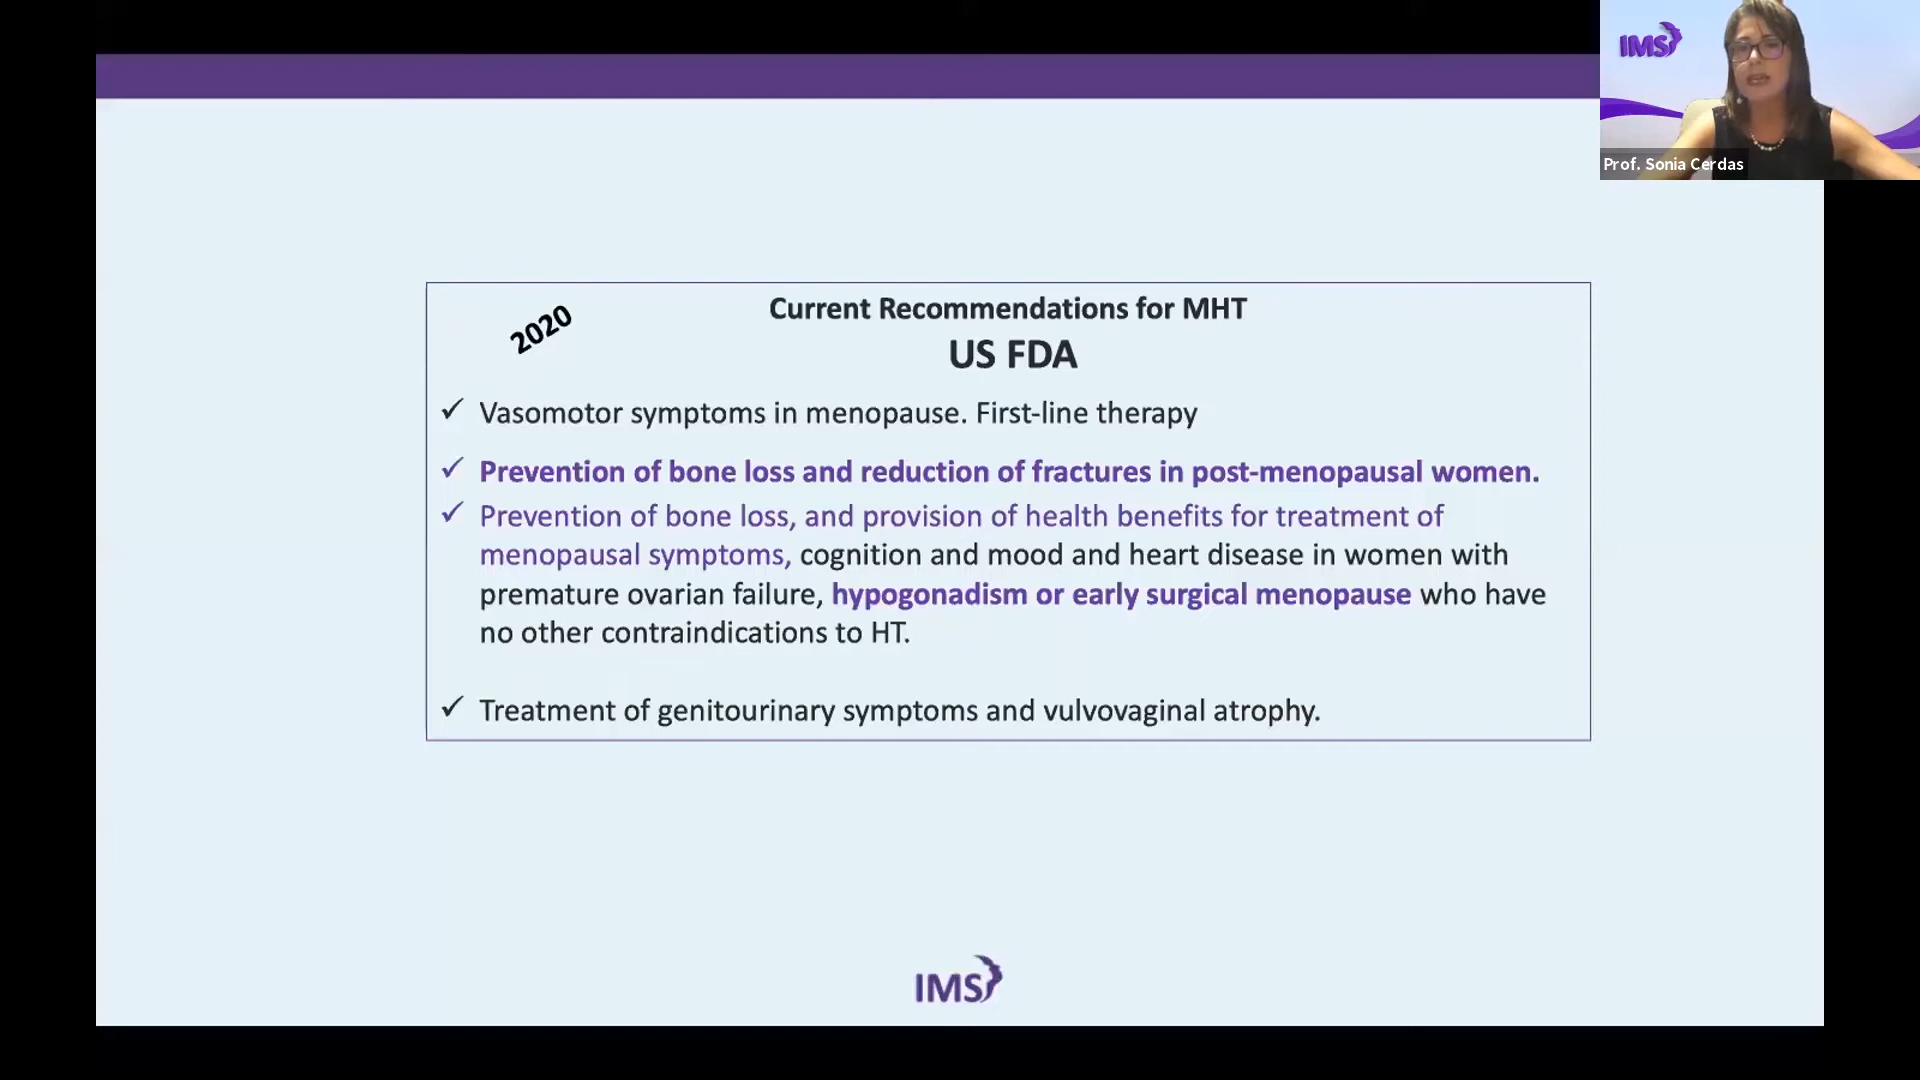 IMS
Prof. Sonia Cerdas
2020
Current Recommendations for MHT
US FDA
✓ Vasomotor symptoms in menopause. First-line therapy
✓ Prevention of bone loss and reduction of fractures in post-menopausal women.
✓ Prevention of bone loss, and provision of health benefits for treatment of
menopausal symptoms, cognition and mood and heart disease in women with
premature ovarian failure, hypogonadism or early surgical menopause who have
no other contraindications to HT.
✓ Treatment of genitourinary symptoms and vulvovaginal atrophy.
IMS